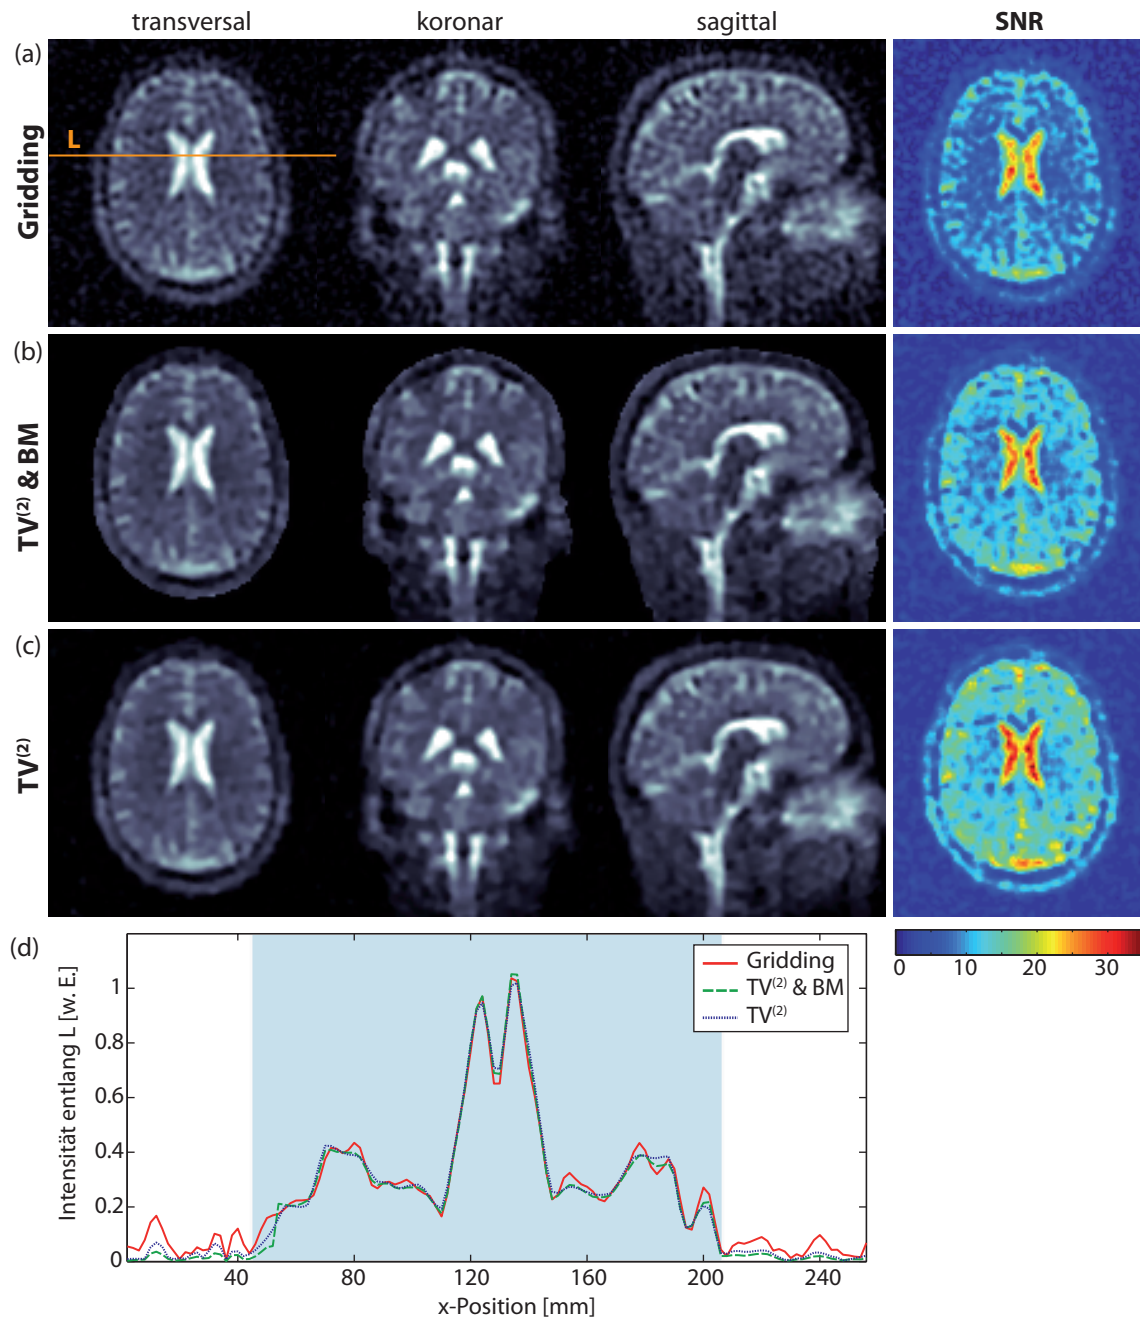 transversal koronar sagittal SNR
(a)
Gridding
L
(b)
TV⁽²⁾ & BM
(c)
TV⁽²⁾
0 10 20 30
(d)
Intensität entlang L [w. E.]
1
0.8
0.6
0.4
0.2
0
Gridding
TV⁽²⁾ & BM
TV⁽²⁾
40 80 120 160 200 240
x-Position [mm]